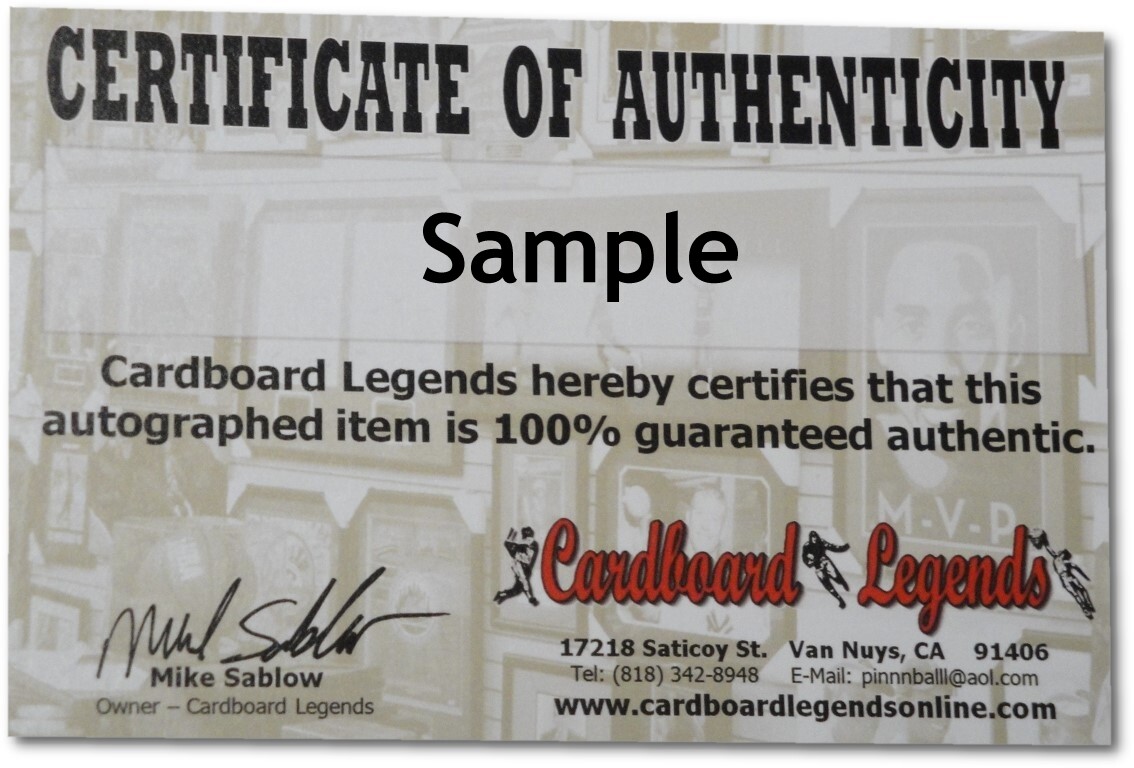 CERTIFICATE OF AUTHENTICITY
Sample
Cardboard Legends hereby certifies that this
autographed item is 100% guaranteed authentic.
M-V-P
Cardboard Legends
Mike Sablow
Mike Sablow
Owner – Cardboard Legends
17218 Saticoy St. Van Nuys, CA 91406
Tel: (818) 342-8948 E-Mail: pinnnballl@aol.com
www.cardboardlegendsonline.com